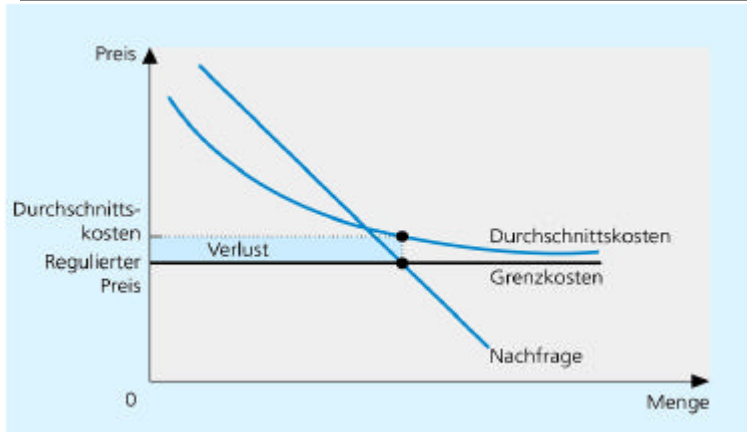 Preis
Durchschnitts-
kosten
Verlust
Durchschnittskosten
Regulierter
Preis
Grenzkosten
Nachfrage
0
Menge